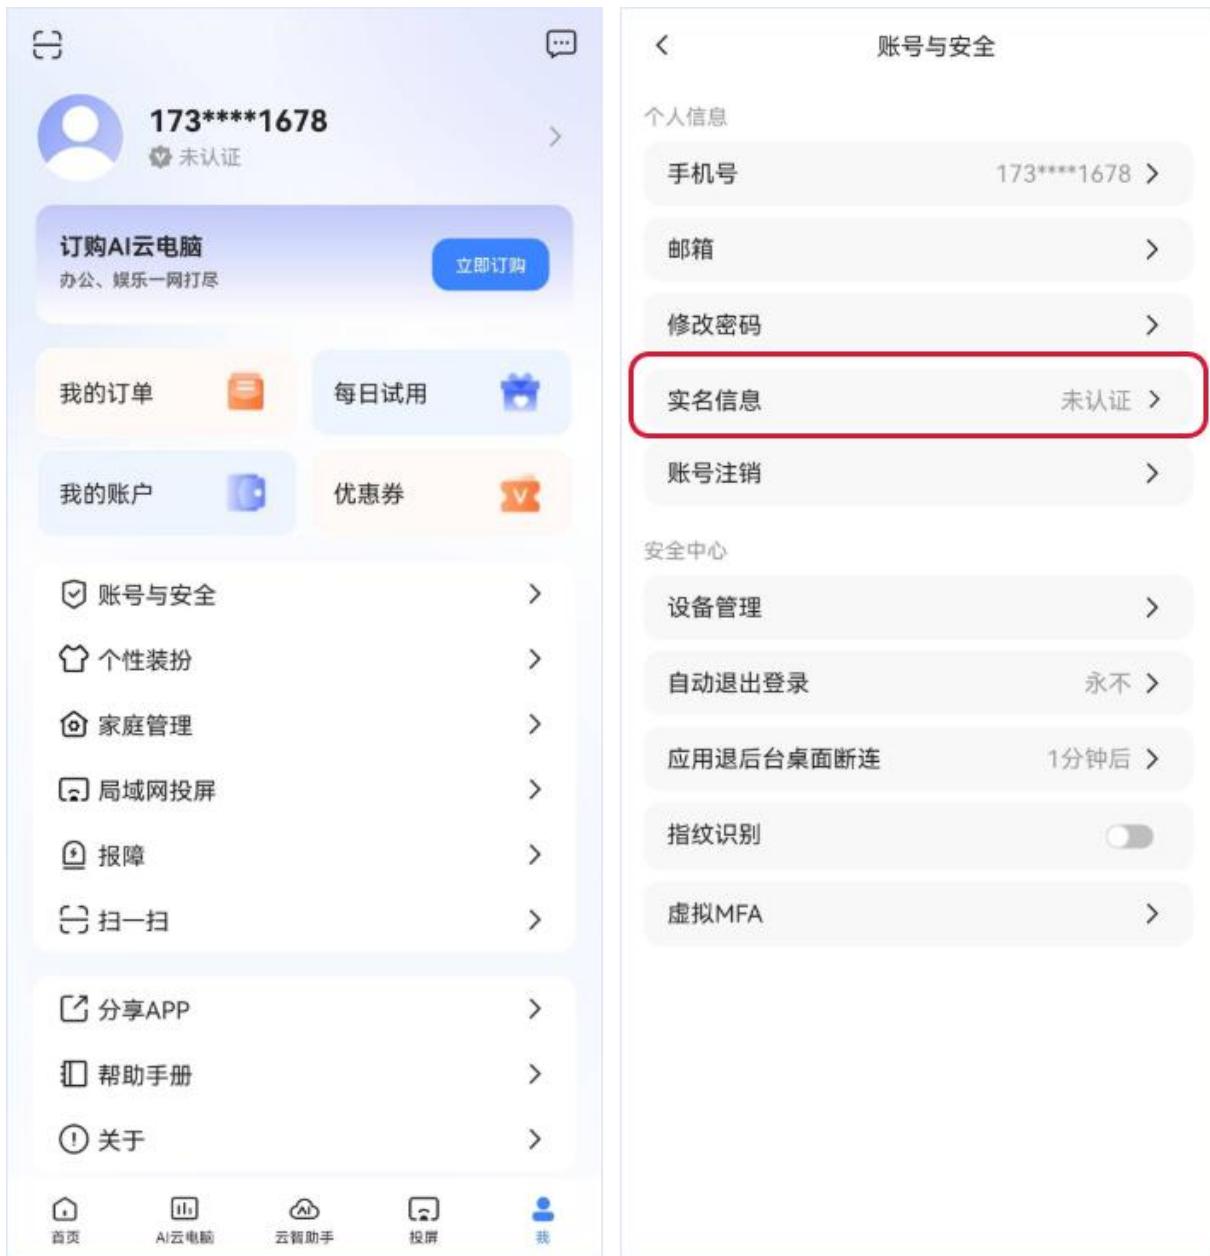 173****1678
未认证
订购AI云电脑
办公、娱乐一网打尽
立即订购
我的订单
每日试用
我的账户
优惠券
账号与安全
个性装扮
家庭管理
局域网投屏
报障
扫一扫
分享APP
帮助手册
关于
首页
AI云电脑
云智助手
投屏
我
账号与安全
个人信息
手机号 173****1678
邮箱
修改密码
实名信息 未认证
账号注销
安全中心
设备管理
自动退出登录 永不
应用退后台桌面断连 1分钟后
指纹识别
虚拟MFA